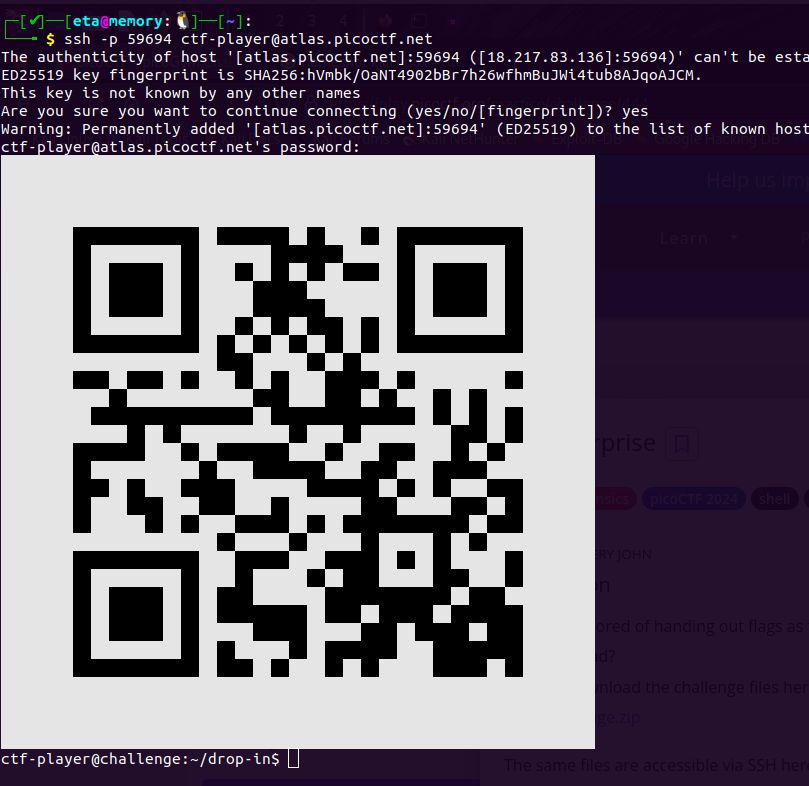 ┌─[✔]──[eta@memory:🐧]──[~]:
└──╼ $ ssh -p 59694 ctf-player@atlas.picoctf.net
The authenticity of host '[atlas.picoctf.net]:59694 ([18.217.83.136]:59694)' can't be esta
ED25519 key fingerprint is SHA256:hVmbk/OaNT4902bBr7h26wfhmBuJWi4tub8AJqoAJCM.
This key is not known by any other names
Are you sure you want to continue connecting (yes/no/[fingerprint])? yes
Warning: Permanently added '[atlas.picoctf.net]:59694' (ED25519) to the list of known host
ctf-player@atlas.picoctf.net's password:
Help us im
Learn
rprise
nsics picoCTF 2024 shell
ERY JOHN
on
ored of handing out flags as
d?
nload the challenge files her
ge.zip
The same files are accessible via SSH here
ctf-player@challenge:~/drop-in$